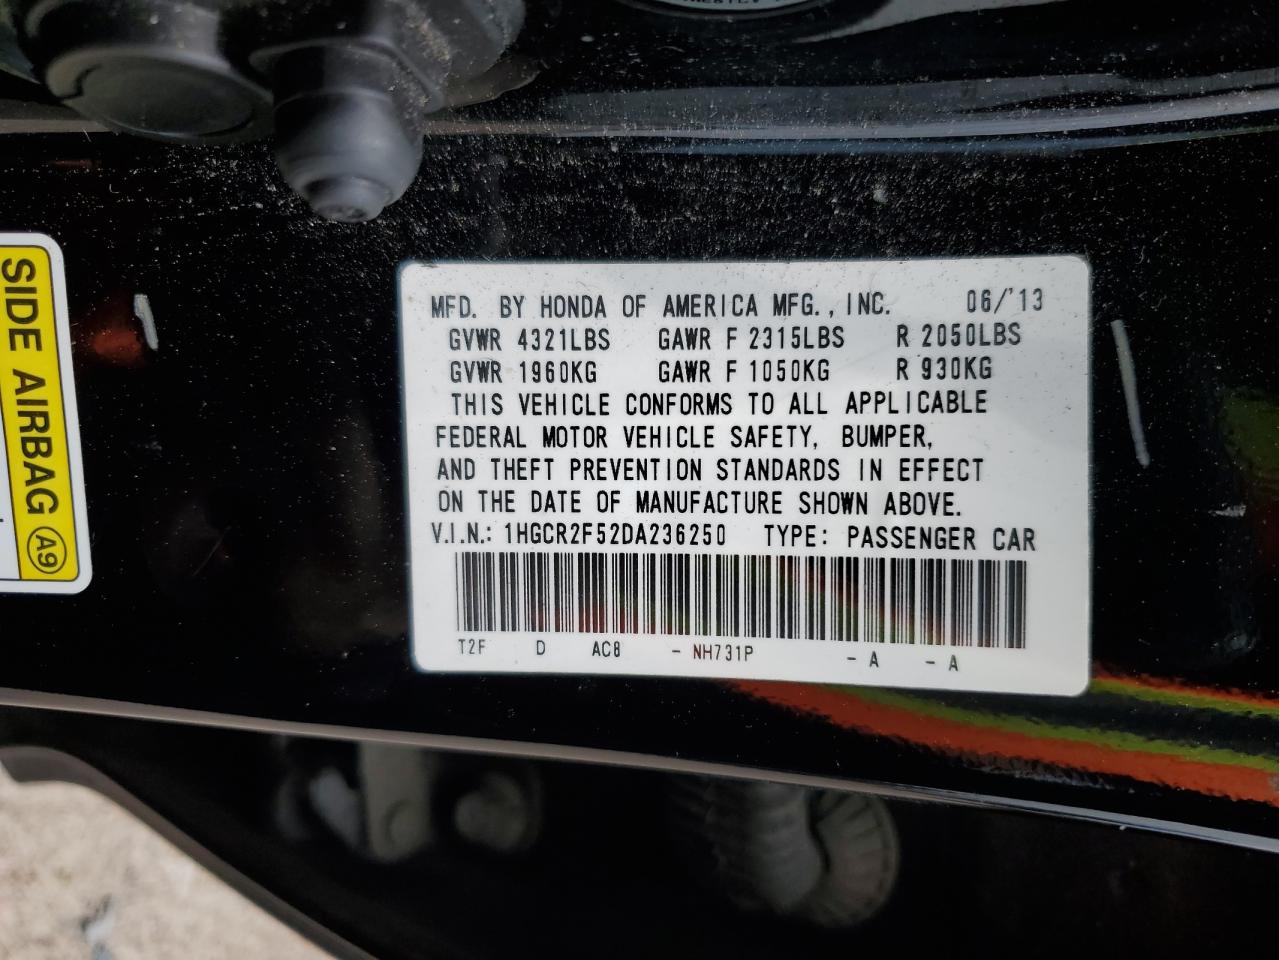 SIDE AIRBAG A9
MFD. BY HONDA OF AMERICA MFG., INC. 06/'13
GVWR 4321LBS GAWR F 2315LBS R 2050LBS
GVWR 1960KG GAWR F 1050KG R 930KG
THIS VEHICLE CONFORMS TO ALL APPLICABLE
FEDERAL MOTOR VEHICLE SAFETY, BUMPER,
AND THEFT PREVENTION STANDARDS IN EFFECT
ON THE DATE OF MANUFACTURE SHOWN ABOVE.
V.I.N.: 1HGCR2F52DA236250 TYPE: PASSENGER CAR
T2F D AC8 - NH731P - A - A